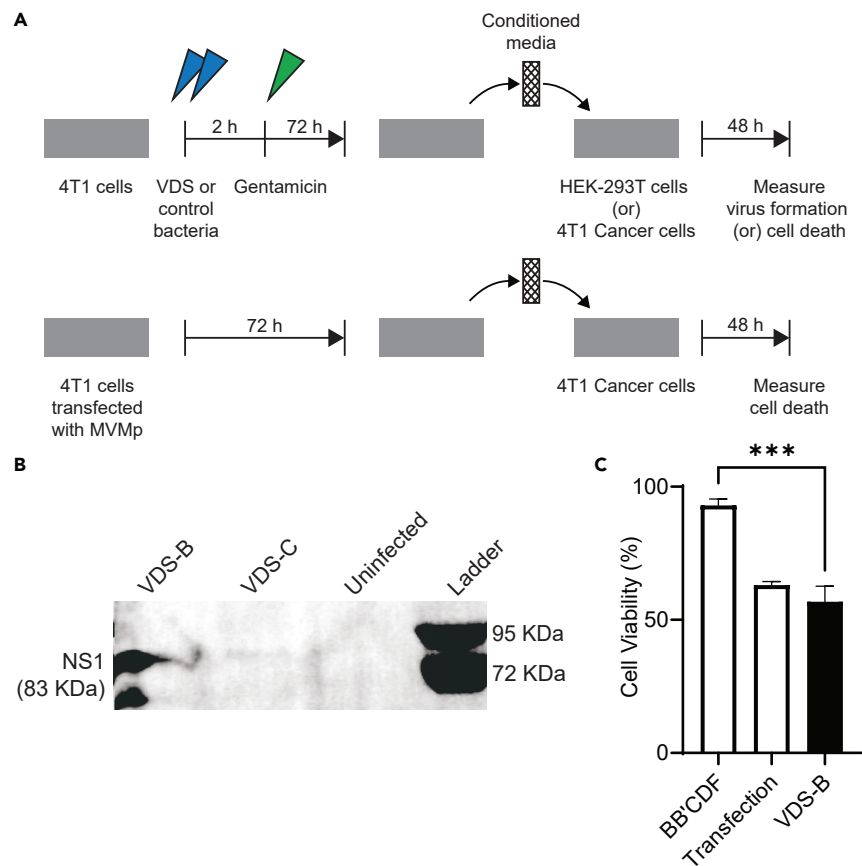 A
Conditioned
media
2 h
72 h
48 h
4T1 cells
VDS or
control
bacteria
Gentamicin
HEK-293T cells
(or)
4T1 Cancer cells
Measure
virus formation
(or) cell death
72 h
48 h
4T1 cells
transfected
with MVMp
4T1 Cancer cells
Measure
cell death
B
VDS-B
VDS-C
Uninfected
Ladder
NS1
(83 KDa)
95 KDa
72 KDa
C
***
Cell Viability (%)
100
50
0
BB'CDF
Transfection
VDS-B